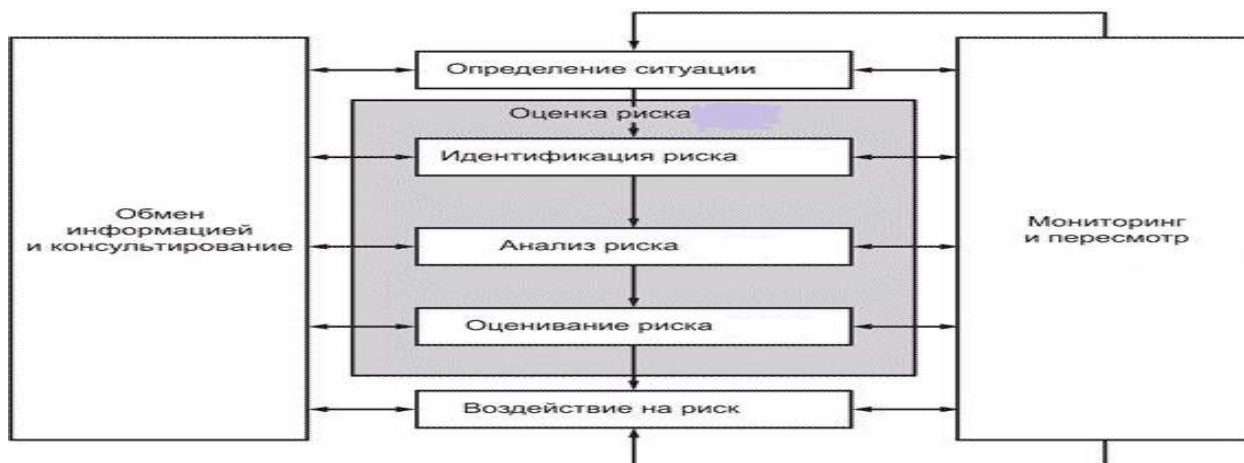 Определение ситуации
Оценка риска
Идентификация риска
Обмен
информацией
и консультирование
Анализ риска
Мониторинг
и пересмотр
Оценивание риска
Воздействие на риск